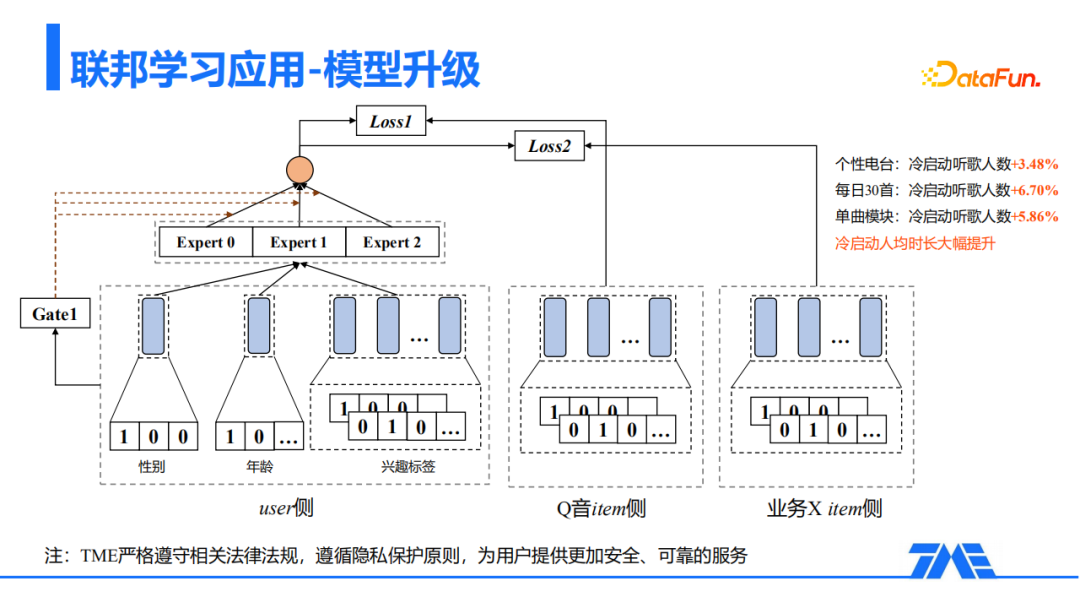 联邦学习应用-模型升级
DataFun.
Loss1
Loss2
个性电台：冷启动听歌人数+3.48%
每日30首：冷启动听歌人数+6.70%
单曲模块：冷启动听歌人数+5.86%
冷启动人均时长大幅提升
Expert 0 Expert 1 Expert 2
Gate1
... ... ...
1 0 0
1 0 ...
1 0 0
0 1 0 ...
1 0 0
0 1 0 ...
1 0 0
0 1 0 ...
性别 年龄 兴趣标签
user侧 Q音item侧 业务X item侧
注：TME严格遵守相关法律法规，遵循隐私保护原则，为用户提供更加安全、可靠的服务
TME